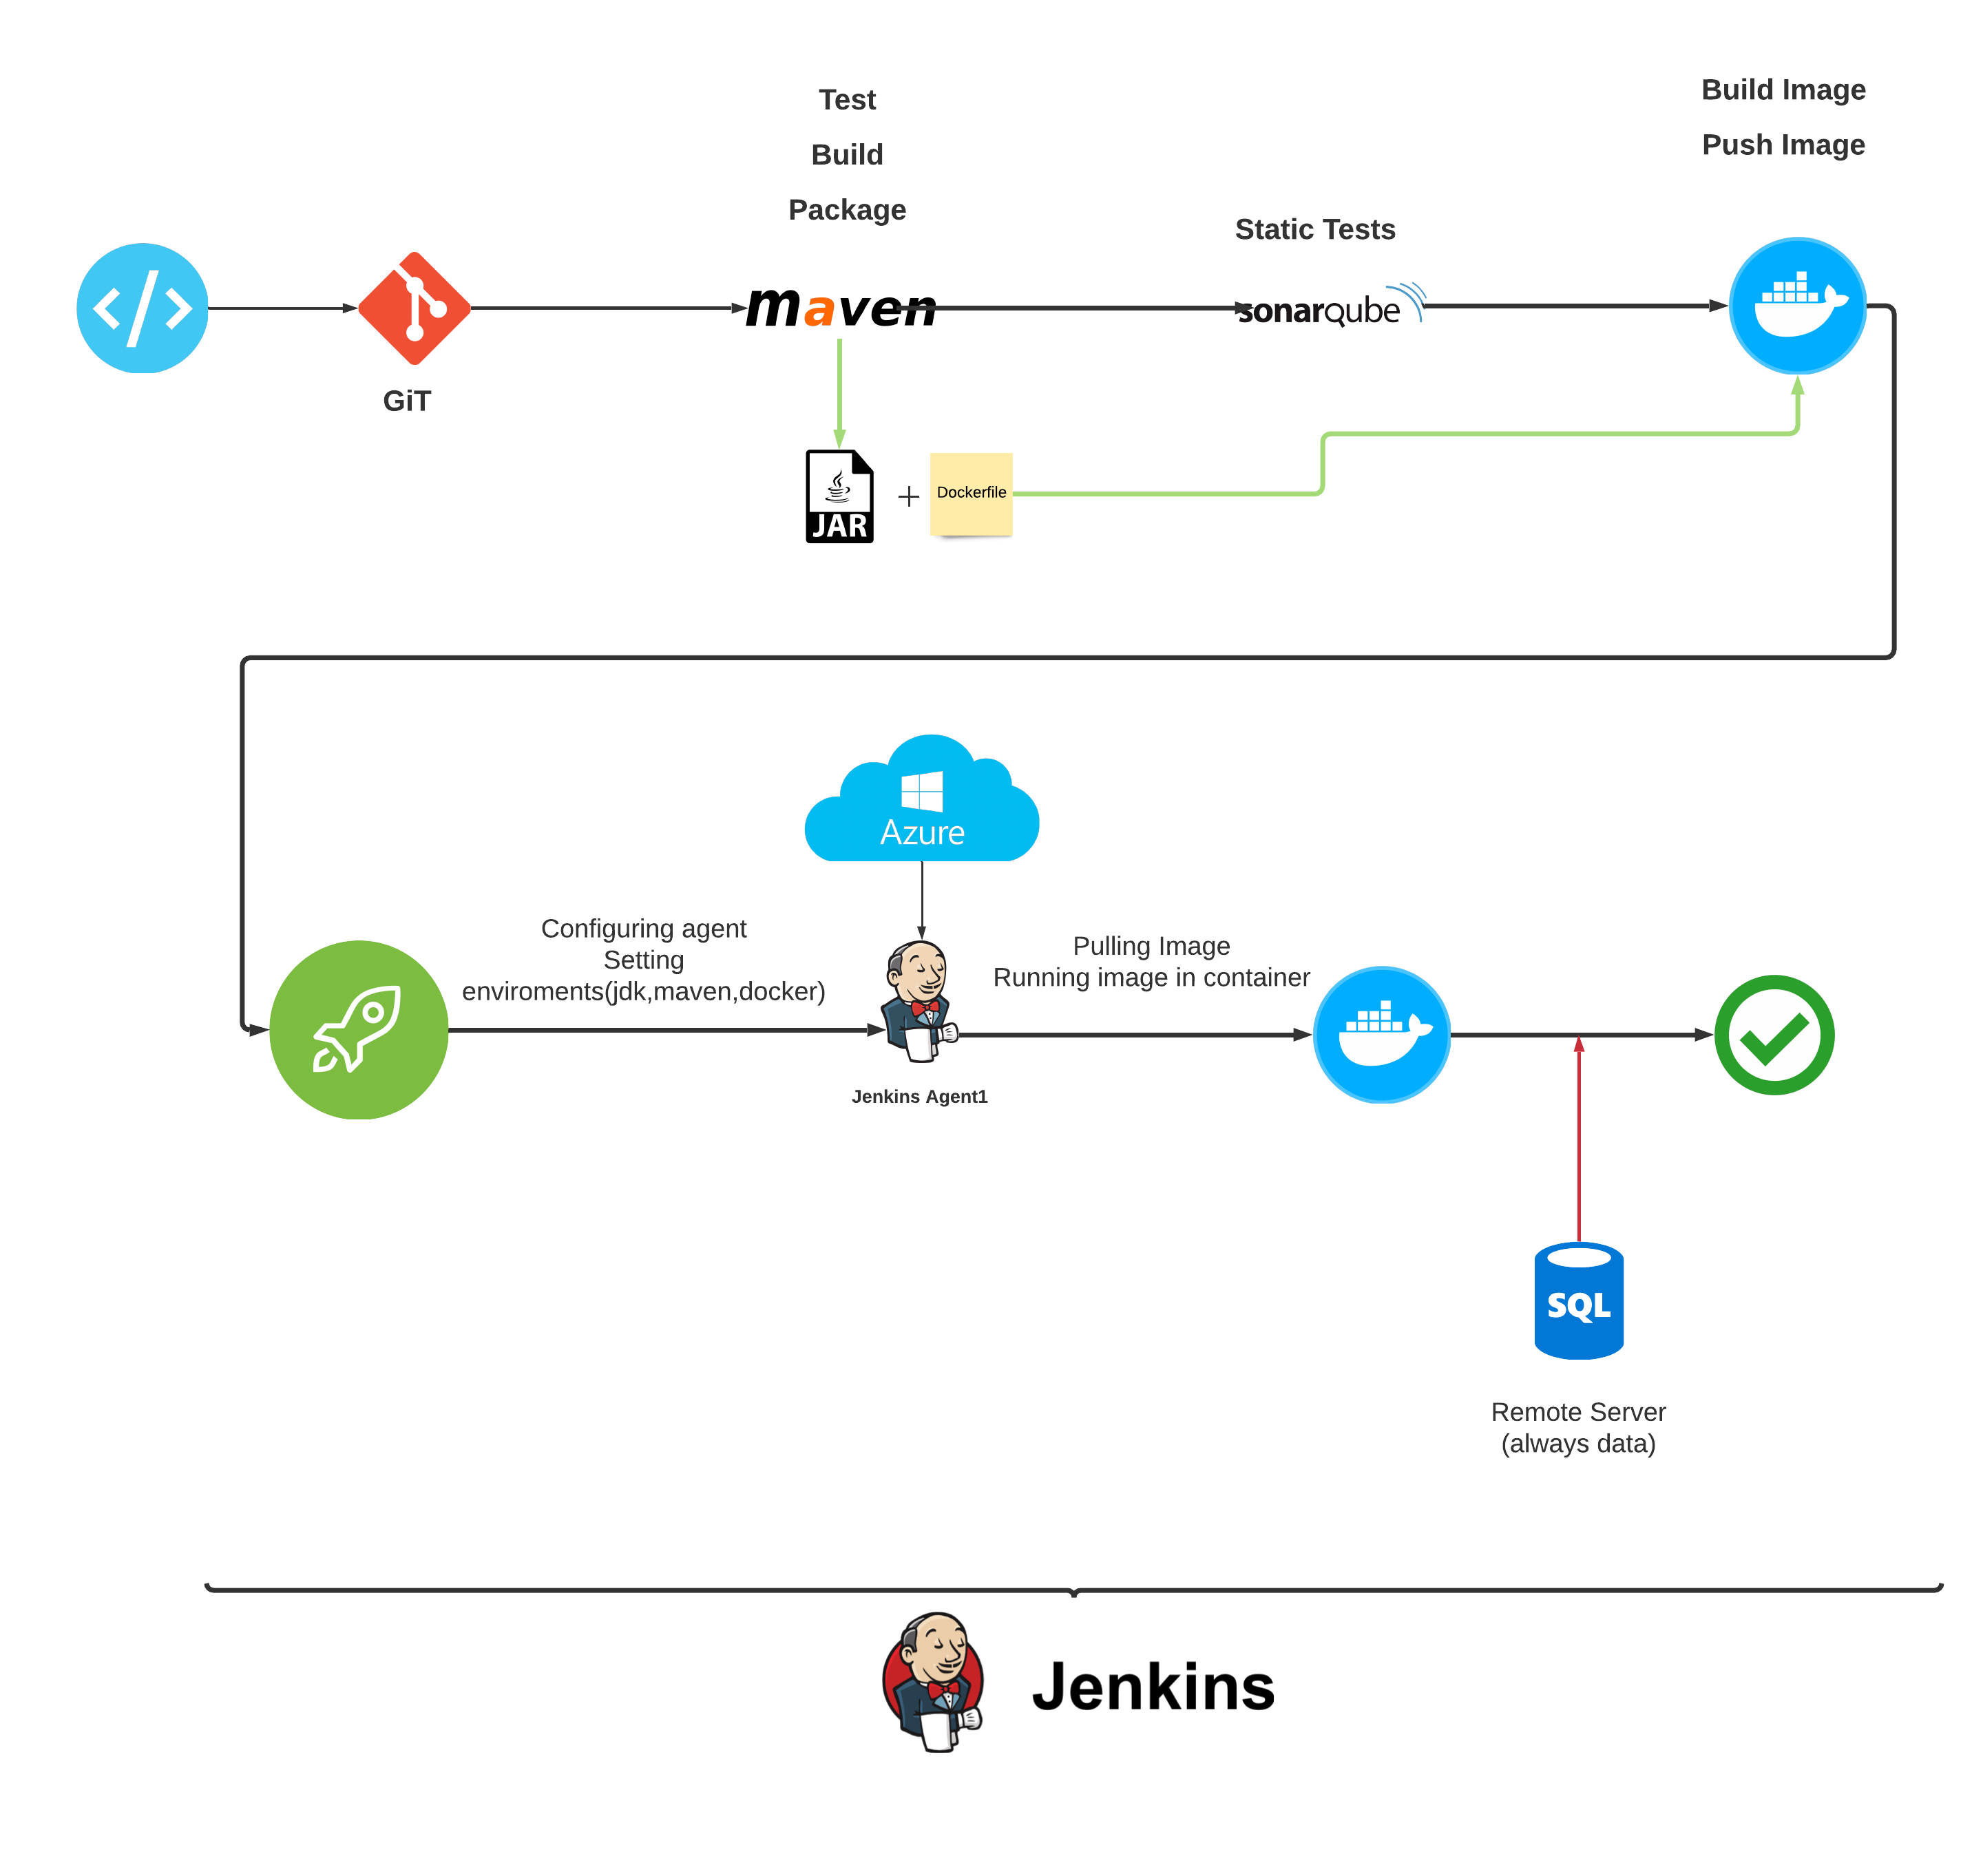 Test
Build
Package
Build Image
Push Image
Static Tests
maven
sonarqube
GiT
JAR
+
Dockerfile
Azure
Configuring agent
Setting
enviroments(jdk,maven,docker)
Pulling Image
Running image in container
Jenkins Agent1
SQL
Remote Server
(always data)
Jenkins